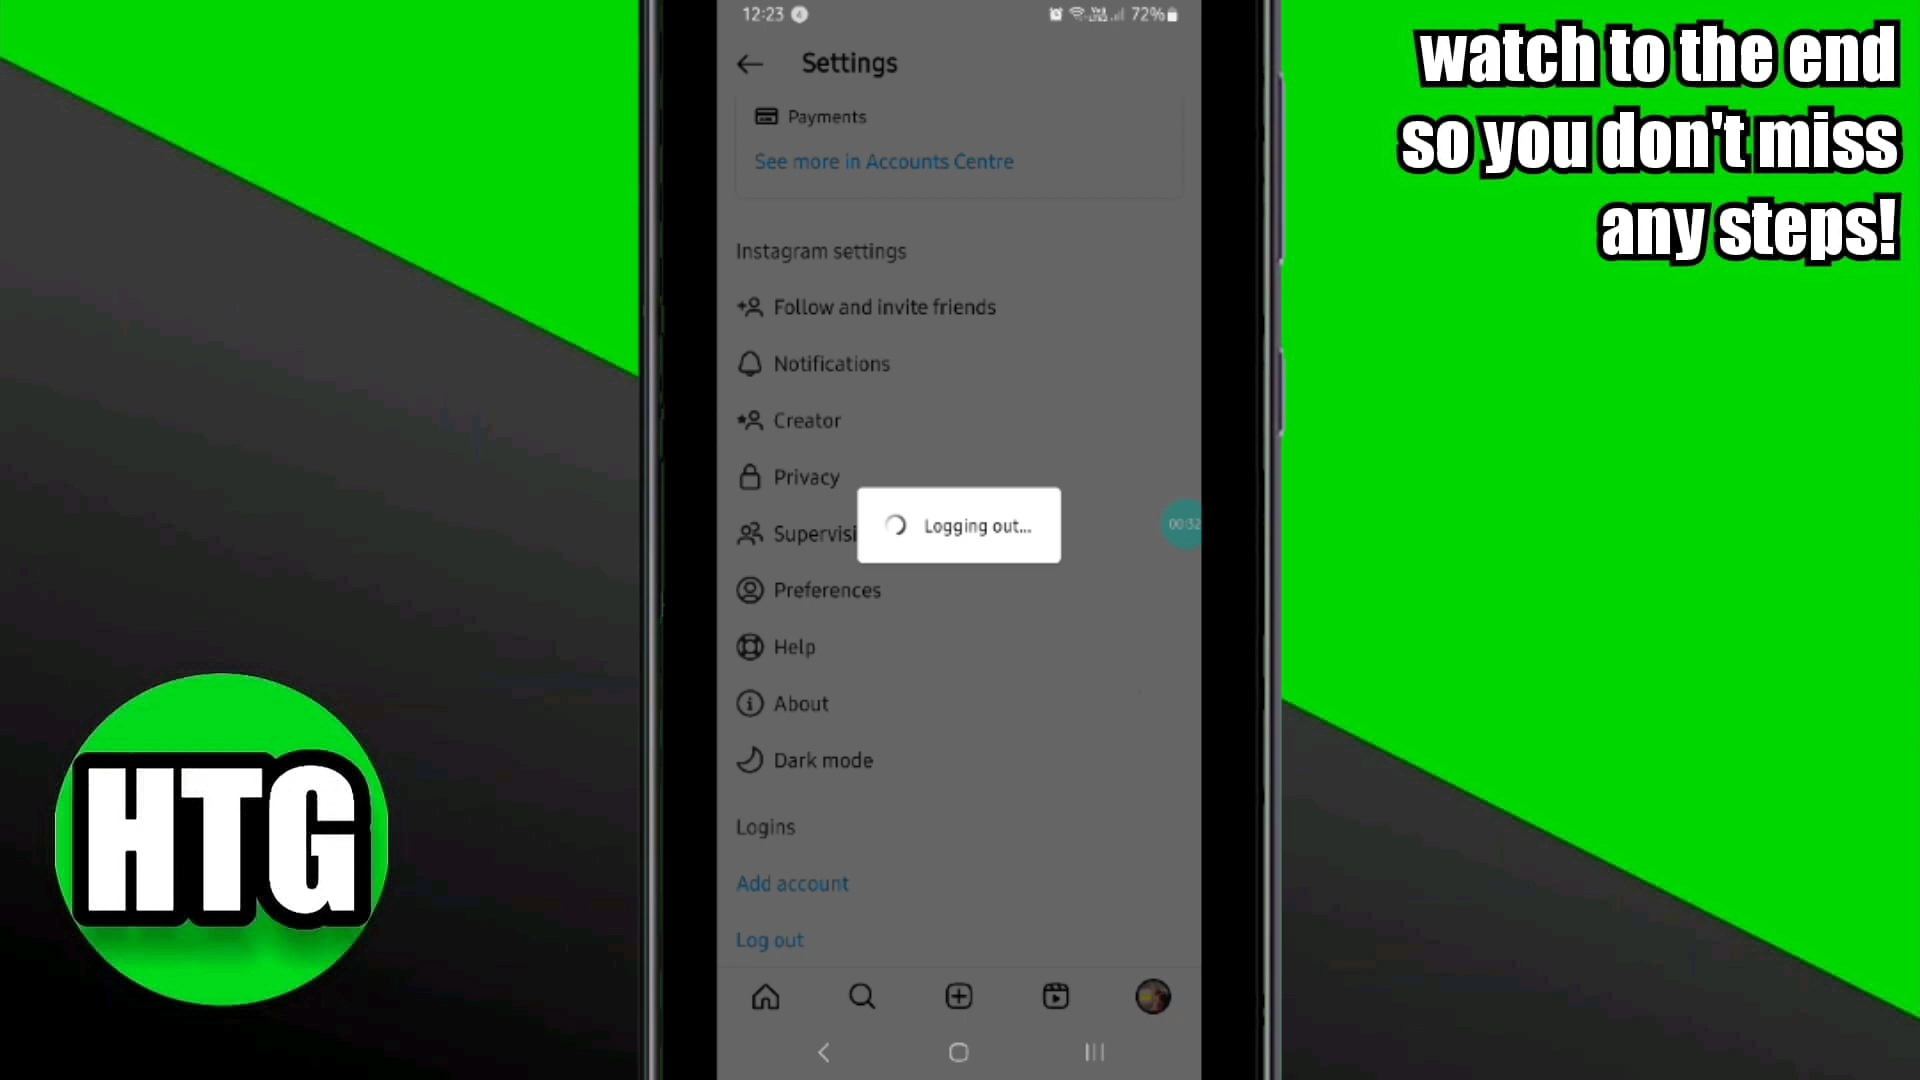 12:23
72%
watch to the end
so you don't miss
any steps!
Settings
Payments
See more in Accounts Centre
Instagram settings
Follow and invite friends
Notifications
Creator
Privacy
Supervisi
Logging out...
00:32
Preferences
Help
About
Dark mode
Logins
Add account
Log out
HTG